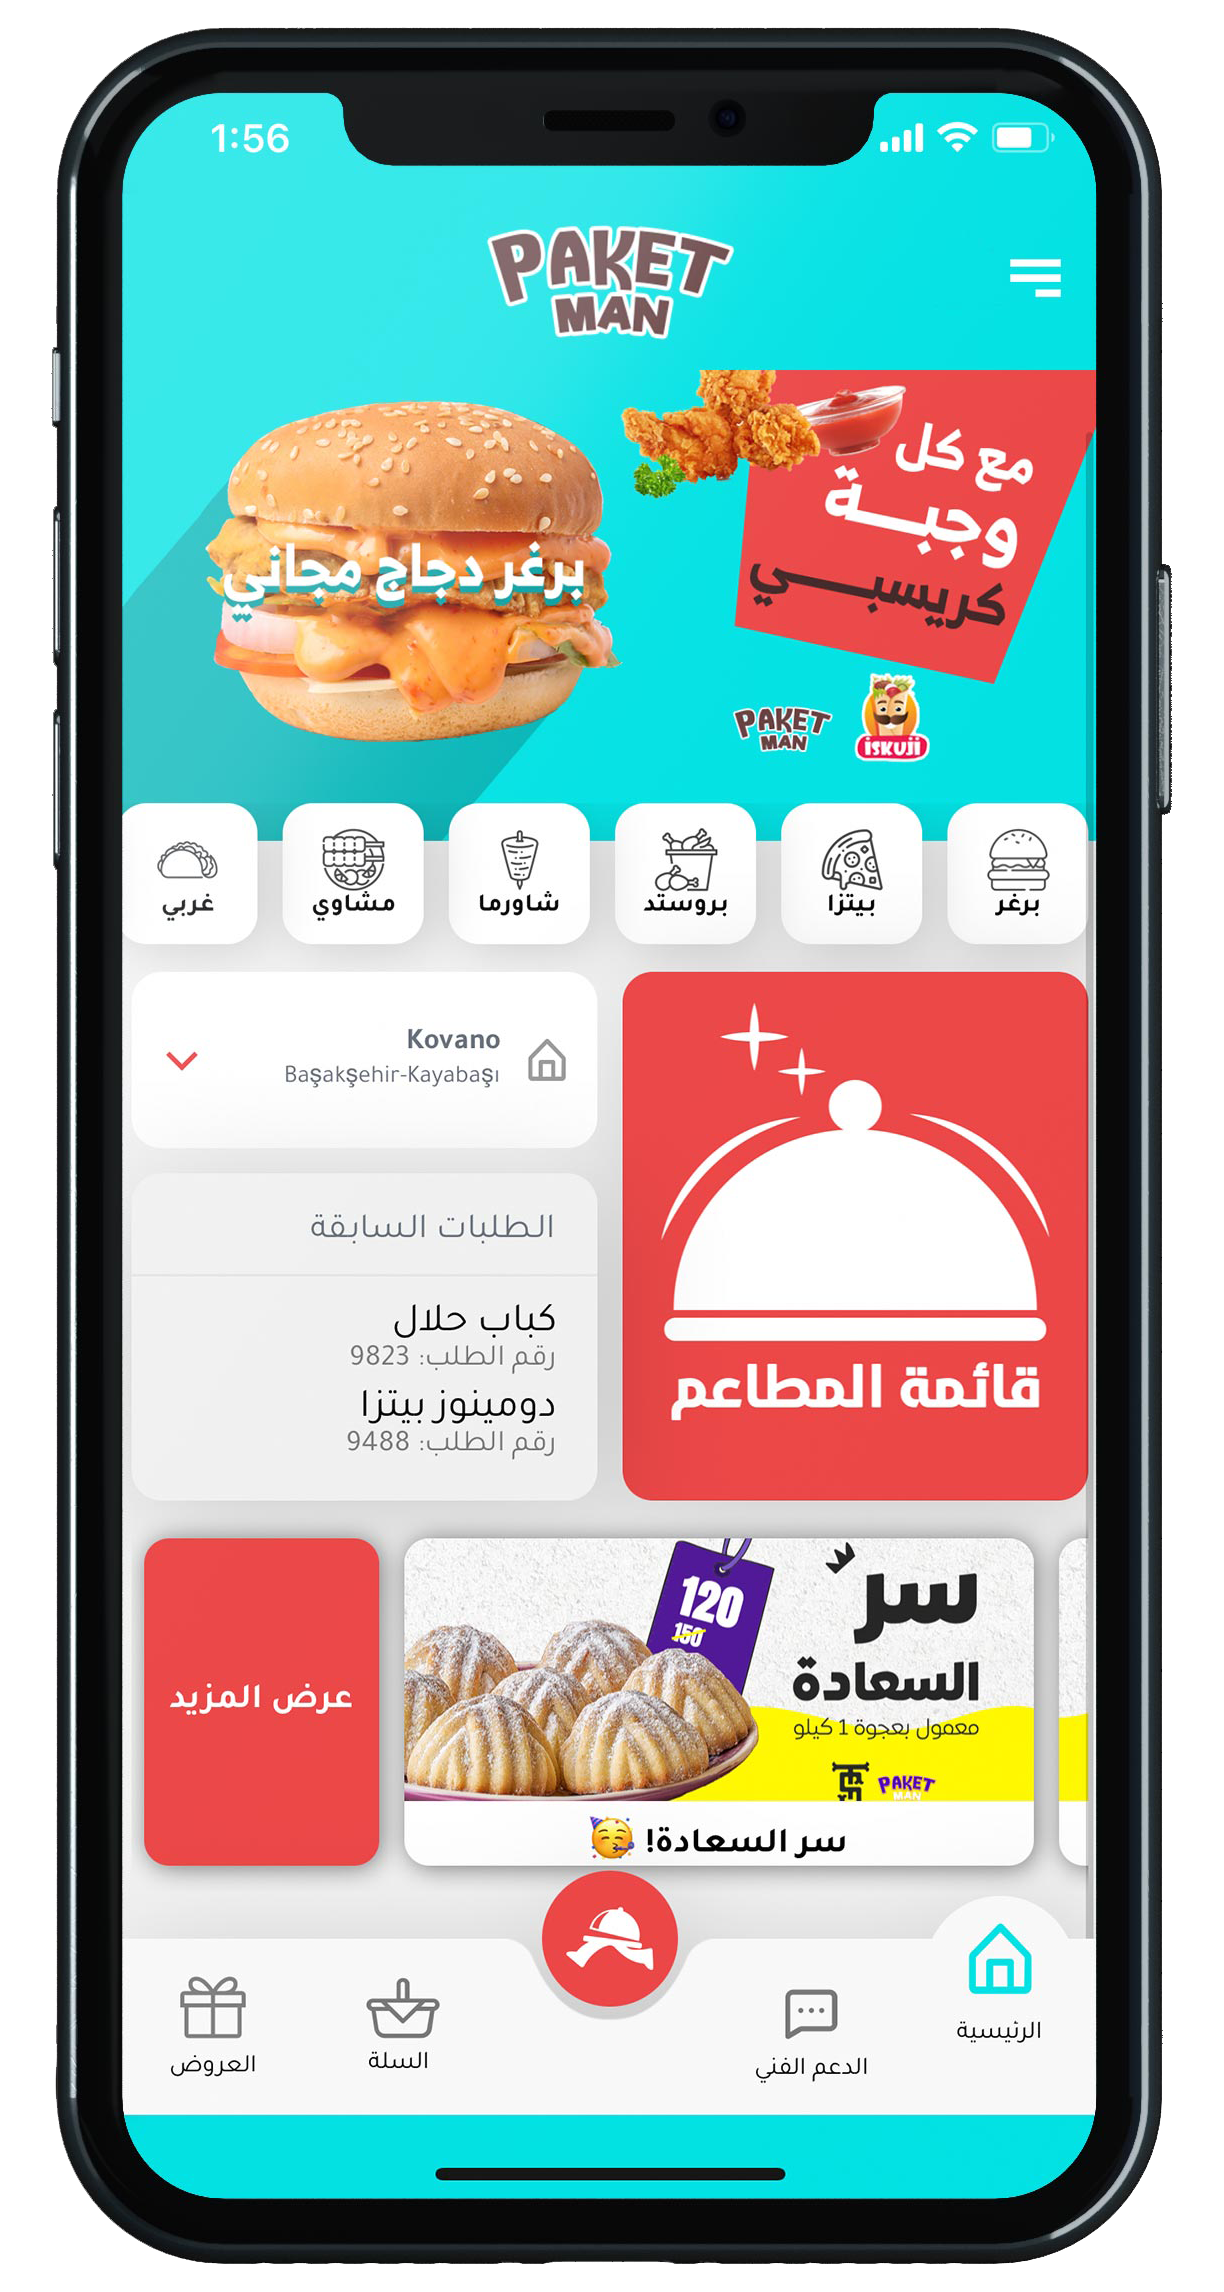 1:56
PAKET
MAN
مع كل
وجبة
كريسبي
برغر دجاج مجاني
PAKET
MAN
iSKUJi
برغر
بيتزا
بروستد
شاورما
مشاوي
غربي
Kovano
Başakşehir-Kayabaşı
الطلبات السابقة
كباب حلال
رقم الطلب: 9823
دومينوز بيتزا
رقم الطلب: 9488
قائمة المطاعم
سر
السعادة
معمول بعجوة 1 كيلو
120
150
PAKET
MAN
سر السعادة! 🥳
عرض المزيد
الرئيسية
الدعم الفني
السلة
العروض